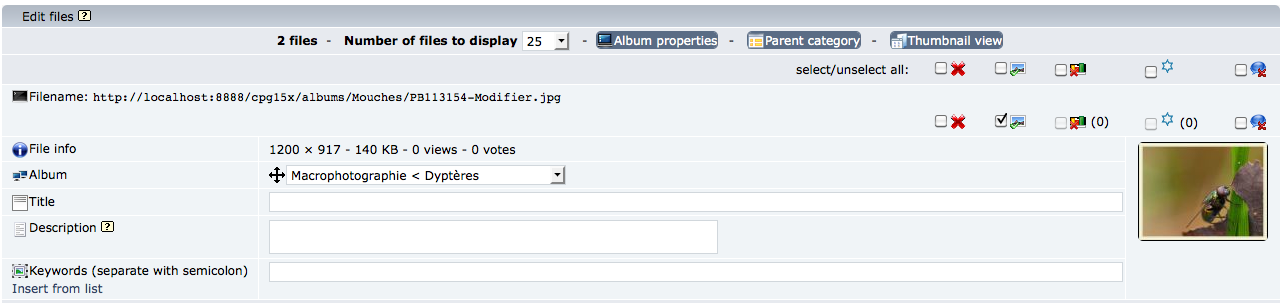 Edit files ?
2 files - Number of files to display 25 - Album properties - Parent category - Thumbnail view
select/unselect all:
Filename: http://localhost:8888/cpg15x/albums/Mouches/PB113154-Modifier.jpg
(0) (0)
File info 1200 × 917 - 140 KB - 0 views - 0 votes
Album Macrophotographie < Dyptères
Title
Description ?
Keywords (separate with semicolon)
Insert from list